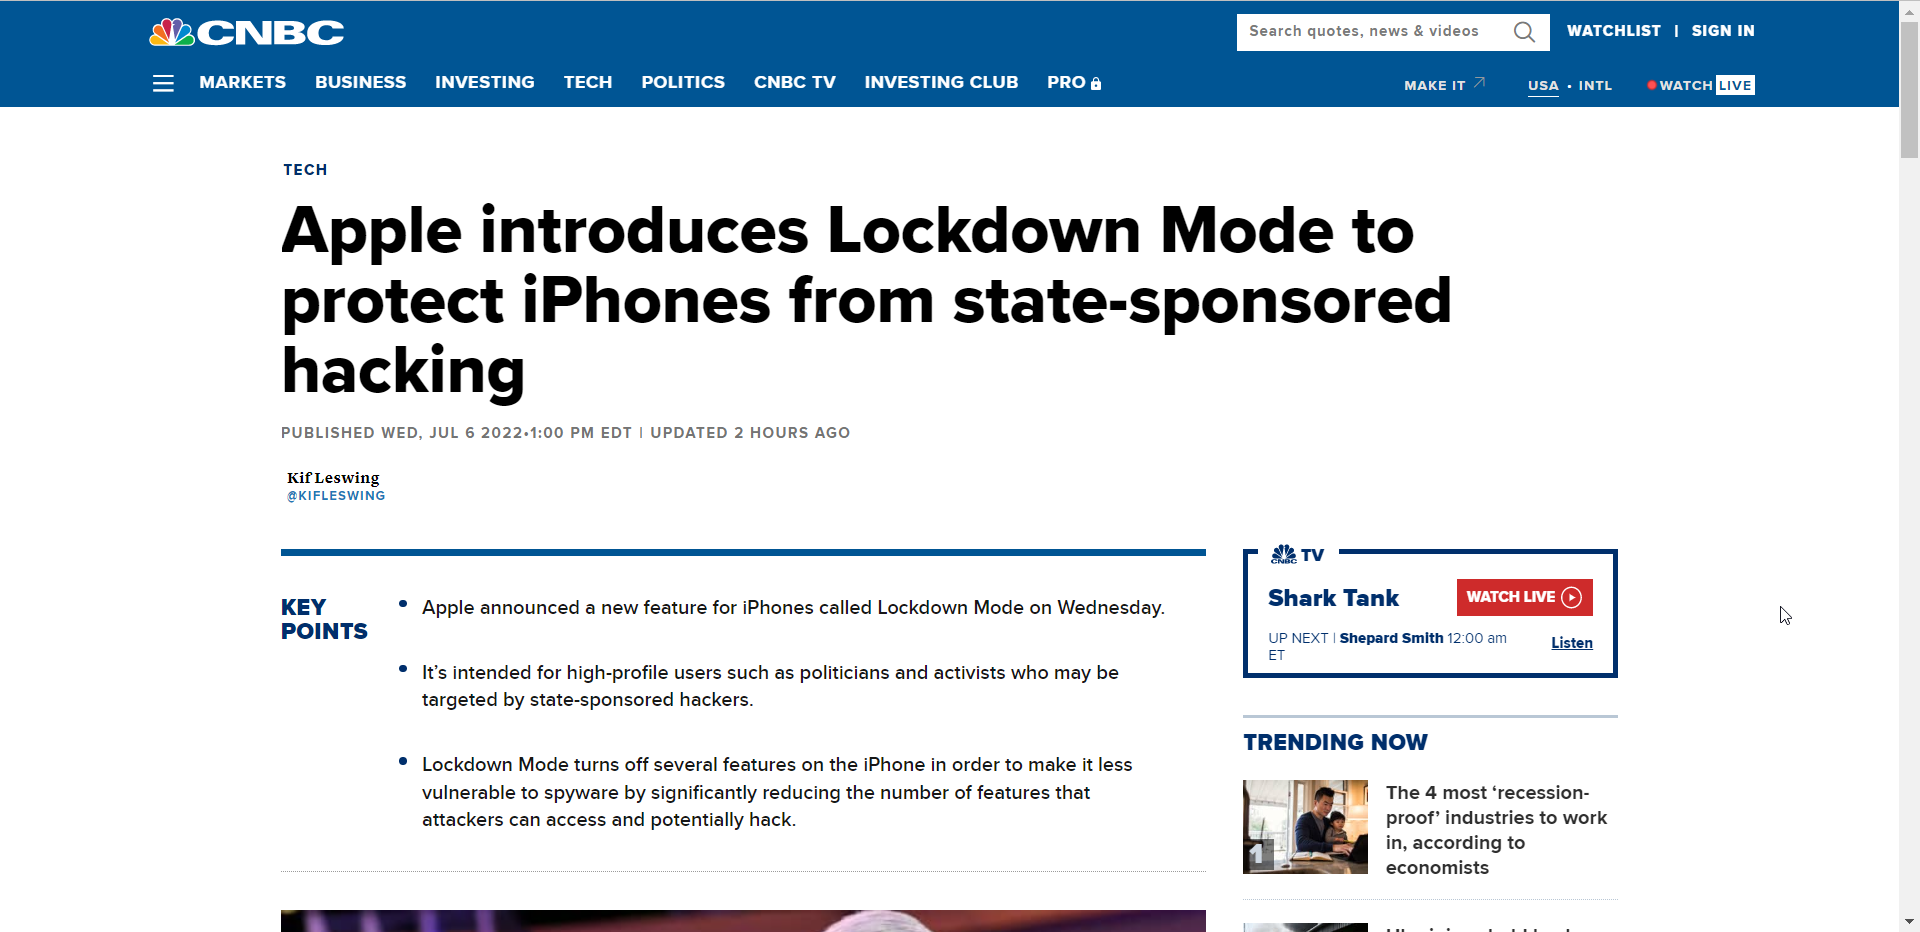 CNBC
Search quotes, news & videos
WATCHLIST | SIGN IN
MARKETS BUSINESS INVESTING TECH POLITICS CNBC TV INVESTING CLUB PRO
MAKE IT USA • INTL WATCH LIVE
TECH
Apple introduces Lockdown Mode to
protect iPhones from state-sponsored
hacking
PUBLISHED WED, JUL 6 2022•1:00 PM EDT | UPDATED 2 HOURS AGO
Kif Leswing
@KIFLESWING
KEY
POINTS
• Apple announced a new feature for iPhones called Lockdown Mode on Wednesday.
• It’s intended for high-profile users such as politicians and activists who may be
targeted by state-sponsored hackers.
• Lockdown Mode turns off several features on the iPhone in order to make it less
vulnerable to spyware by significantly reducing the number of features that
attackers can access and potentially hack.
CNBC TV
Shark Tank
WATCH LIVE
UP NEXT | Shepard Smith 12:00 am
ET
Listen
TRENDING NOW
1
The 4 most ‘recession-
proof’ industries to work
in, according to
economists